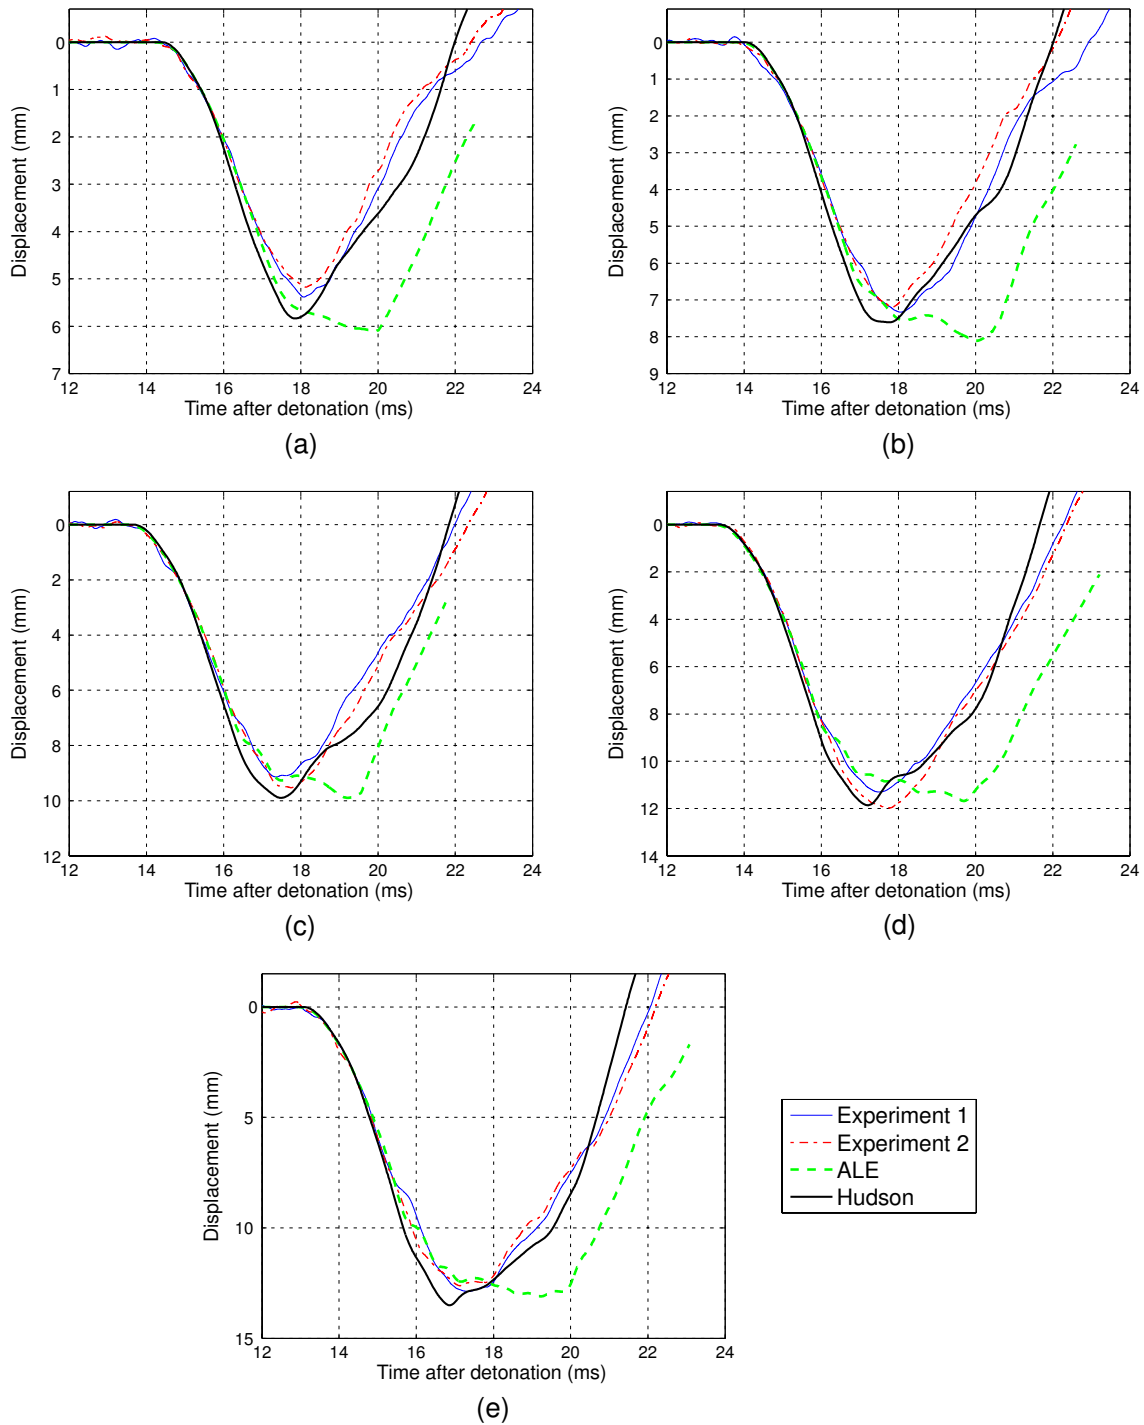 0
1
2
3
4
5
6
7
Displacement (mm)
12 14 16 18 20 22 24
Time after detonation (ms)
(a)
0
1
2
3
4
5
6
7
8
9
Displacement (mm)
12 14 16 18 20 22 24
Time after detonation (ms)
(b)
0
2
4
6
8
10
12
Displacement (mm)
12 14 16 18 20 22 24
Time after detonation (ms)
(c)
0
2
4
6
8
10
12
14
Displacement (mm)
12 14 16 18 20 22 24
Time after detonation (ms)
(d)
0
5
10
15
Displacement (mm)
12 14 16 18 20 22 24
Time after detonation (ms)
(e)
Experiment 1
Experiment 2
ALE
Hudson